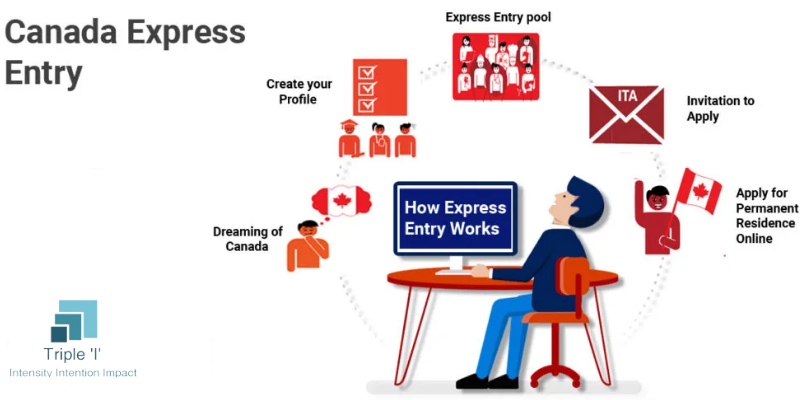 Canada Express
Entry
Express Entry pool
Create your
Profile
ITA
Invitation to
Apply
Dreaming of
Canada
How Express
Entry Works
Apply for
Permanent
Residence
Online
Triple 'I'
Intensity Intention Impact